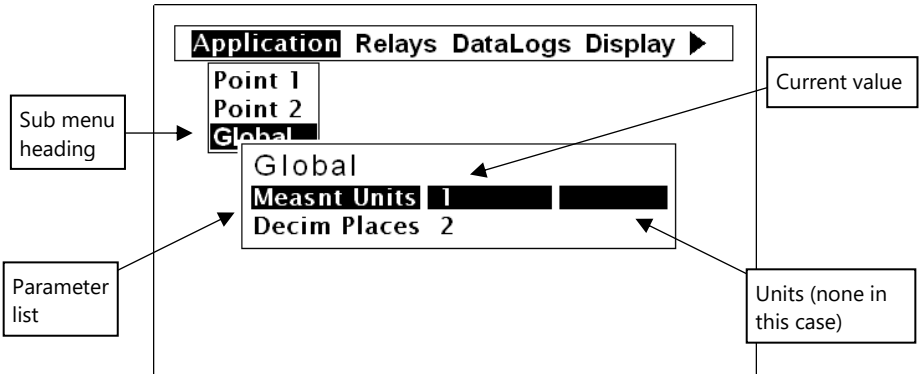 Application Relays DataLogs Display
Point 1
Point 2
Global
Global
Measnt Units 1
Decim Places 2
Sub menu
heading
Parameter
list
Current value
Units (none in
this case)